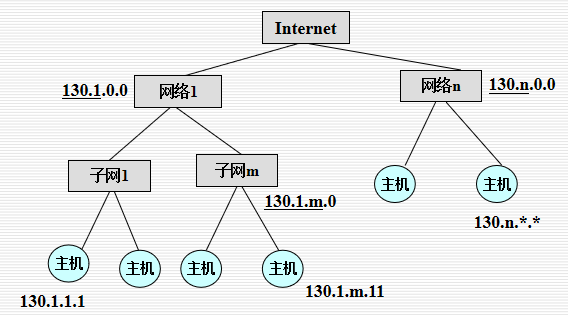 Internet
130.1.0.0
网络1
网络n
130.n.0.0
子网1
子网m
130.1.m.0
主机
主机
130.n.*.*
主机
主机
主机
主机
130.1.1.1
130.1.m.11